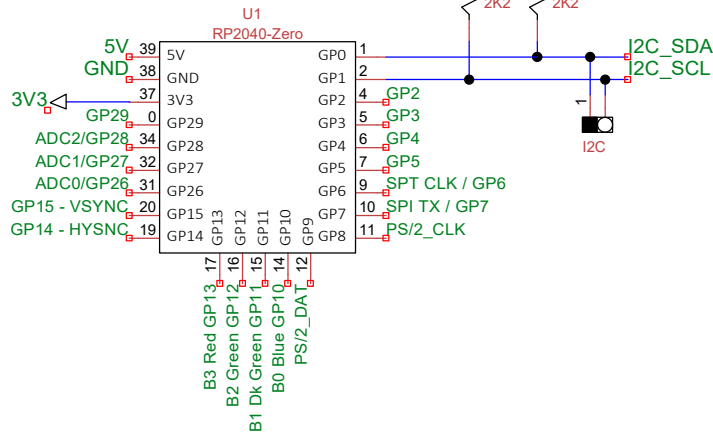 2K2
2K2
U1
RP2040-Zero
5V 39 5V GP0 1 I2C_SDA
GND 38 GND GP1 2 I2C_SCL
3V3 37 3V3 GP2 4 GP2
GP29 0 GP29 GP3 5 GP3
ADC2/GP28 34 GP28 GP4 6 GP4
ADC1/GP27 32 GP27 GP5 7 GP5
ADC0/GP26 31 GP26 GP6 9 SPT CLK / GP6
GP15 - VSYNC 20 GP15 GP7 10 SPI TX / GP7
GP14 - HYSNC 19 GP14 GP8 11 PS/2_CLK
1
I2C
GP13 17 B3 Red GP13
GP12 16 B2 Green GP12
GP11 15 B1 Dk Green GP11
GP10 14 B0 Blue GP10
GP9 12 PS/2_DAT